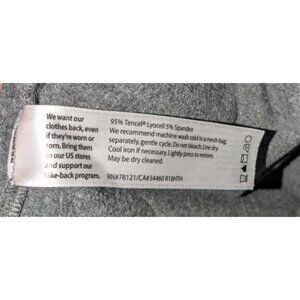 We want our
clothes back, even
if they're worn or
torn. Bring them
to our US stores
and support our
take-back program.
95% Tencel® Lyocell 5% Spandex
We recommend machine wash cold in a mesh bag,
separately, gentle cycle. Do not bleach. Line dry.
Cool iron if necessary. Lightly press to restore.
May be dry cleaned.
RN#78121/CA#34460 R18HTH